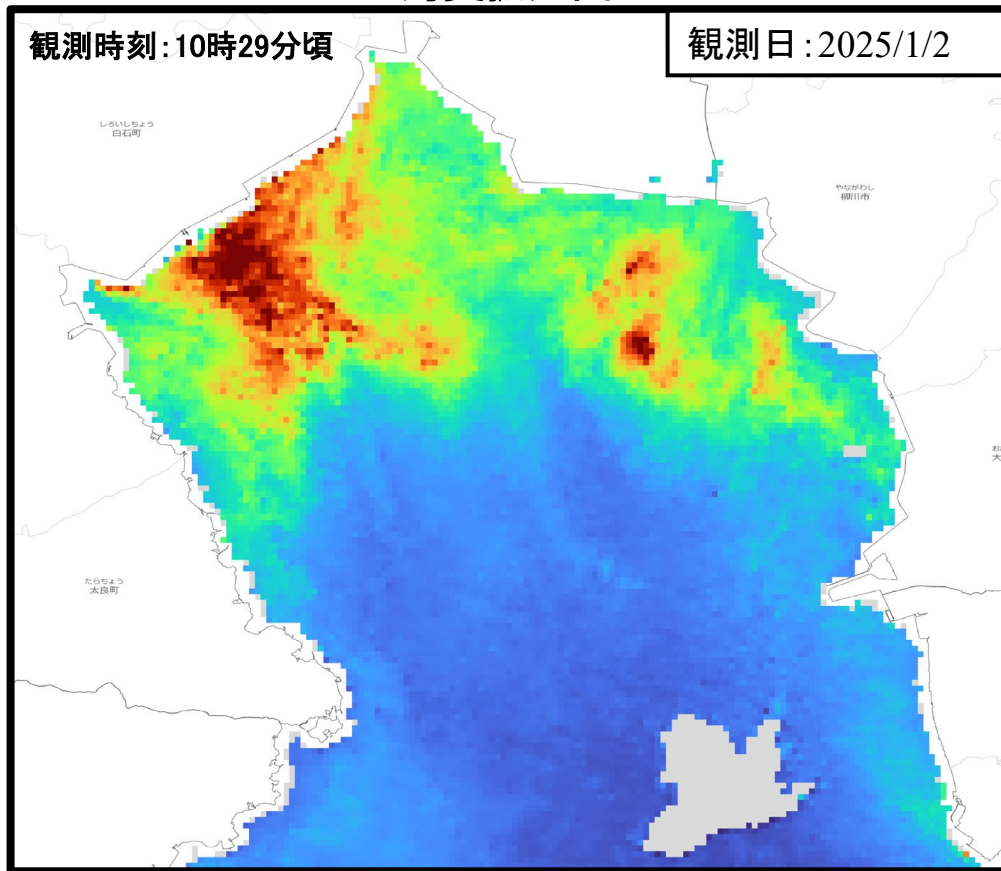 観測時刻:10時29分頃
観測日:2025/1/2
しろいしちょう
白石町
やながわし
柳川市
お
大
たらちょう
太良町